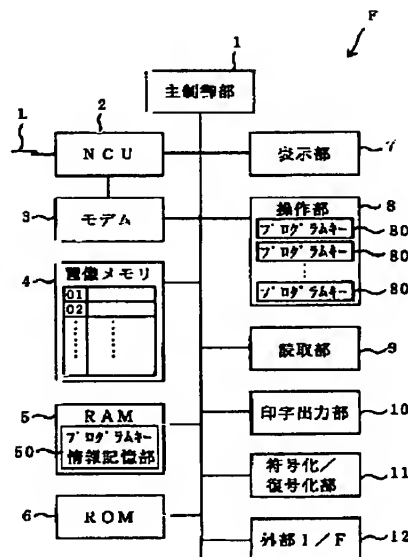 F
1
主制御部
L
2
NCU
表示部
7
3
モデム
操作部
8
プログラムキー
80
プログラムキー
80
プログラムキー
80
4
画像メモリ
01
02
読取部
9
5
RAM
プログラムキー
50
情報記憶部
印字出力部
10
符号化/
復号化部
11
6
ROM
外部I/F
12